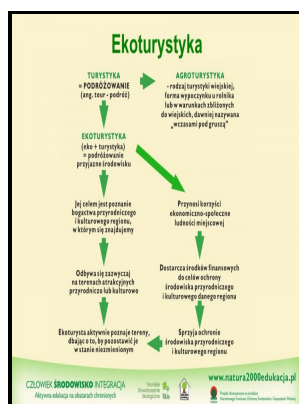 Ekoturystyka
TURYSTYKA
= PODRÓŻOWANIE
(ang. tour - podróż)
AGROTURYSTYKA
- rodzaj turystyki wiejskiej,
forma wypoczynku u rolnika
lub w warunkach zbliżonych
do wiejskich, dawniej nazywana
„wczasami pod gruszą”
EKOTURYSTYKA
(eko + turystyka)
= podróżowanie
przyjazne środowisku
Jej celem jest poznanie
bogactwa przyrodniczego
i kulturowego regionu,
w którym się znajdujemy
Odbywa się zazwyczaj
na terenach atrakcyjnych
przyrodniczo lub kulturowo
Ekoturysta aktywnie poznaje tereny,
dbając o to, by pozostawić je
w stanie niezmienionym
Przynosi korzyści
ekonomiczno-społeczne
ludności miejscowej
Dostarcza środków finansowych
do celów ochrony
środowiska przyrodniczego
i kulturowego danego regionu
Sprzyja ochronie
środowiska przyrodniczego
i kulturowego regionu
CZŁOWIEK ŚRODOWISKO INTEGRACJA
Aktywna edukacja na obszarach chronionych
www.natura2000edukacja.pl